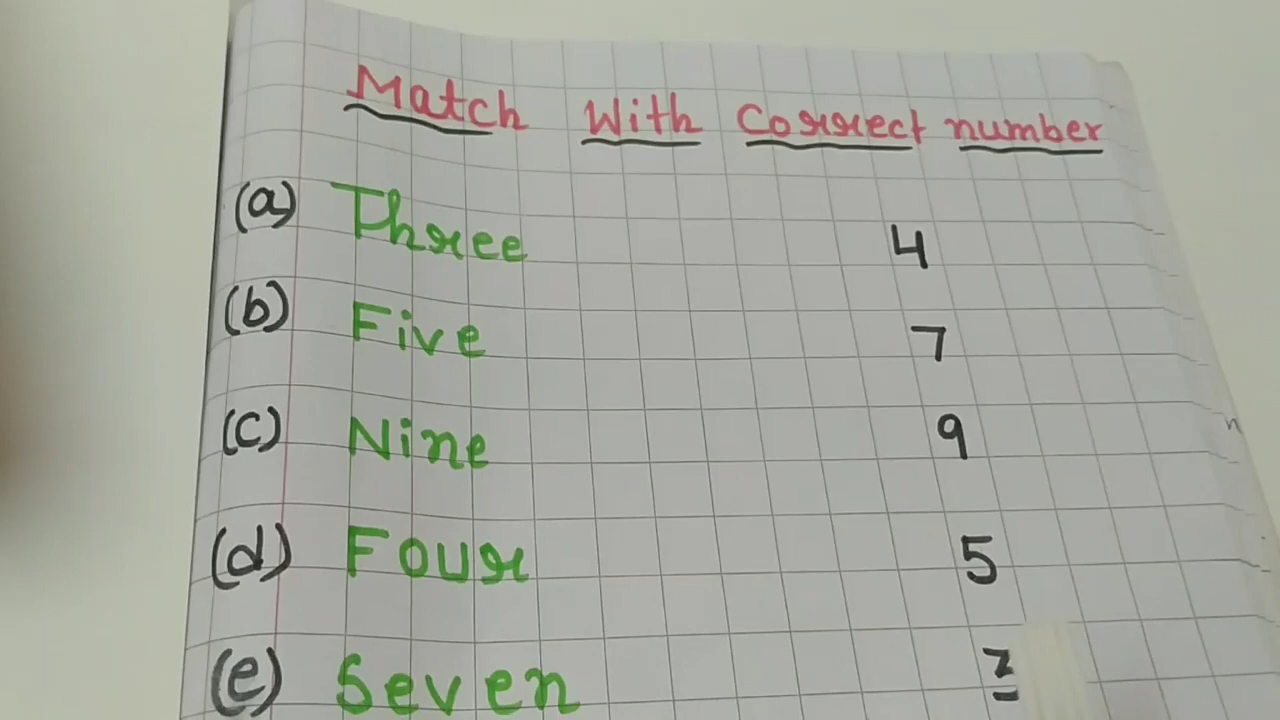 Match With Correct number
(a) Three 4
(b) Five 7
(c) Nine 9
(d) Four 5
(e) Seven